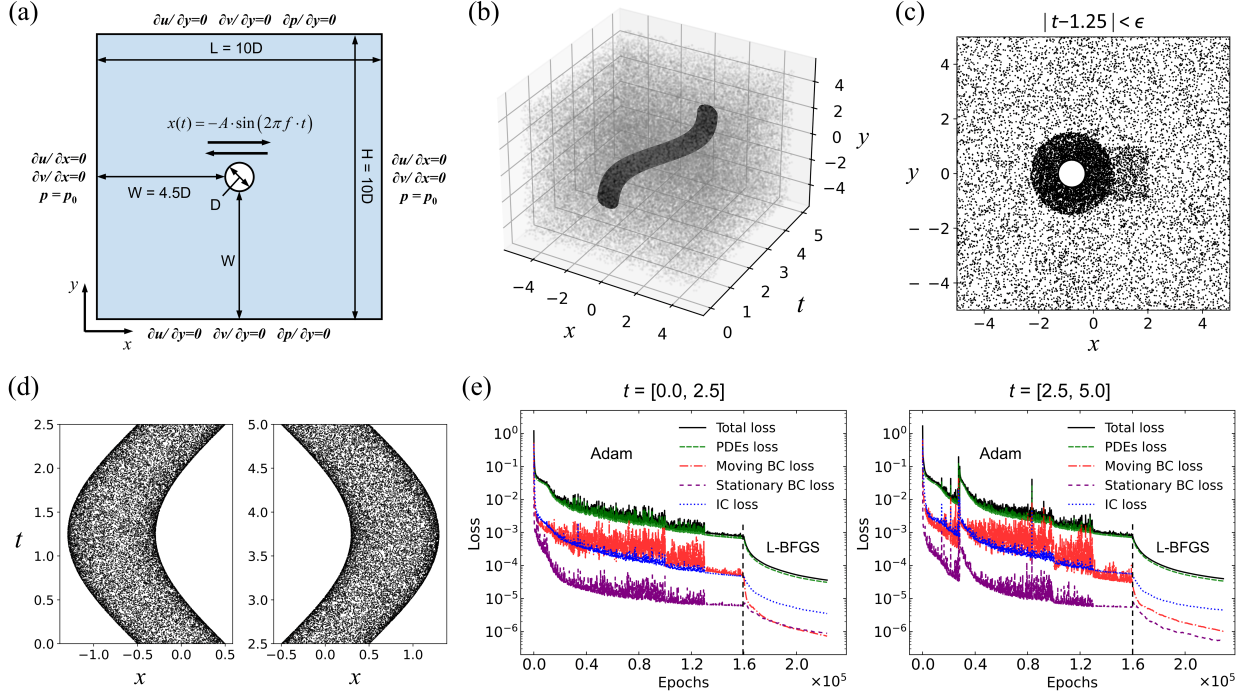 (a)
∂u/∂y=0 ∂v/∂y=0 ∂p/∂y=0
L = 10D
x(t) = −A·sin(2πf·t)
∂u/∂x=0
∂v/∂x=0
p = p₀
W = 4.5D
D
H = 10D
∂u/∂x=0
∂v/∂x=0
p = p₀
W
y
x
∂u/∂y=0 ∂v/∂y=0 ∂p/∂y=0
(b)
4
2
0
−2
−4
y
5
4
3
2
1
0
t
−4
−2
0
2
4
x
(c)
|t−1.25| < ϵ
4
2
0
−2
−4
y
−4 −2 0 2 4
x
(d)
2.5
2.0
1.5
1.0
0.5
0.0
t
−1.0 −0.5 0.0 0.5
x
5.0
4.5
4.0
3.5
3.0
2.5
−0.5 0.0 0.5 1.0
x
(e)
t = [0.0, 2.5]
Total loss
PDEs loss
Moving BC loss
Stationary BC loss
IC loss
Adam
L-BFGS
Loss
10⁰
10⁻¹
10⁻²
10⁻³
10⁻⁴
10⁻⁵
10⁻⁶
0.0 0.4 0.8 1.2 1.6 2.0
Epochs
×10⁵
t = [2.5, 5.0]
Total loss
PDEs loss
Moving BC loss
Stationary BC loss
IC loss
Adam
L-BFGS
Loss
10⁰
10⁻¹
10⁻²
10⁻³
10⁻⁴
10⁻⁵
10⁻⁶
0.0 0.4 0.8 1.2 1.6 2.0
Epochs
×10⁵